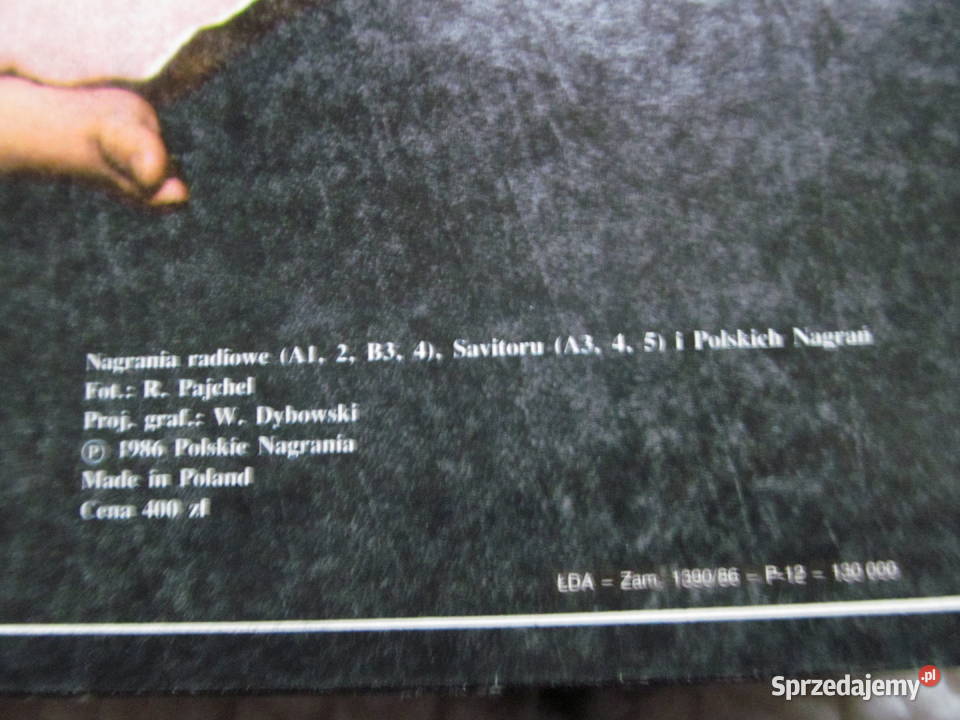 Nagrania radiowe (A1, 2, B3, 4), Savitoru (A3, 4, 5) i Polskich Nagrań
Fot.: R. Pajchel
Proj. graf.: W. Dybowski
Ⓟ 1986 Polskie Nagrania
Made in Poland
Cena 400 zł
ŁDA = Zam. 1390/86 = P-12 = 130 000
Sprzedajemy.pl